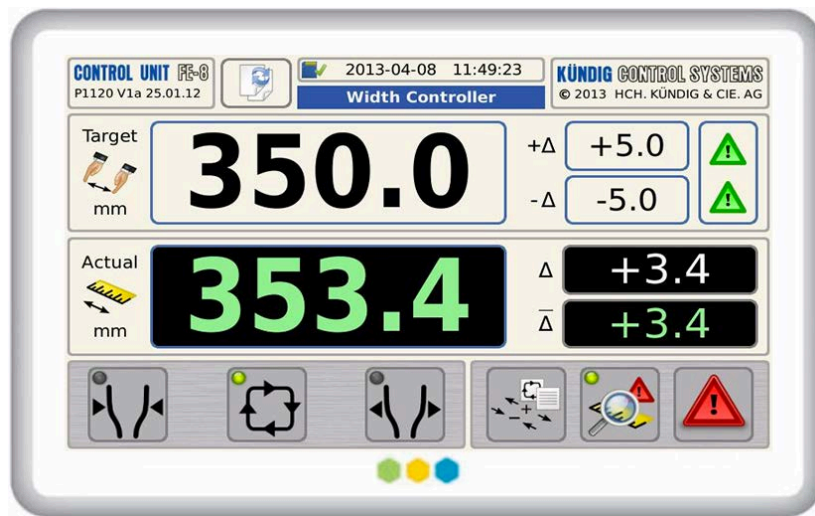 CONTROL UNIT FE-8
P1120 V1a 25.01.12
2013-04-08 11:49:23
Width Controller
KÜNDIG CONTROL SYSTEMS
© 2013 HCH. KÜNDIG & CIE. AG
Target
mm
350.0
+Δ +5.0
-Δ -5.0
Actual
mm
353.4
Δ +3.4
Δ̅ +3.4